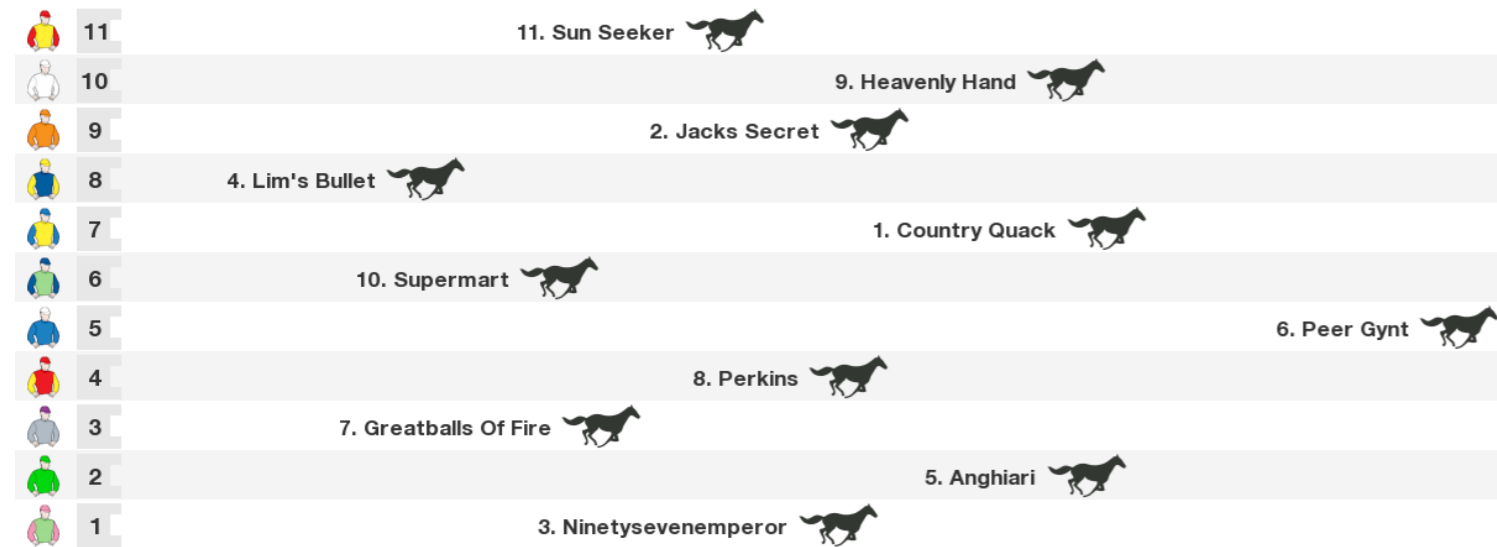 11 11. Sun Seeker
10 9. Heavenly Hand
9 2. Jacks Secret
8 4. Lim's Bullet
7 1. Country Quack
6 10. Supermart
5 6. Peer Gynt
4 8. Perkins
3 7. Greatballs Of Fire
2 5. Anghiari
1 3. Ninetysevenemperor